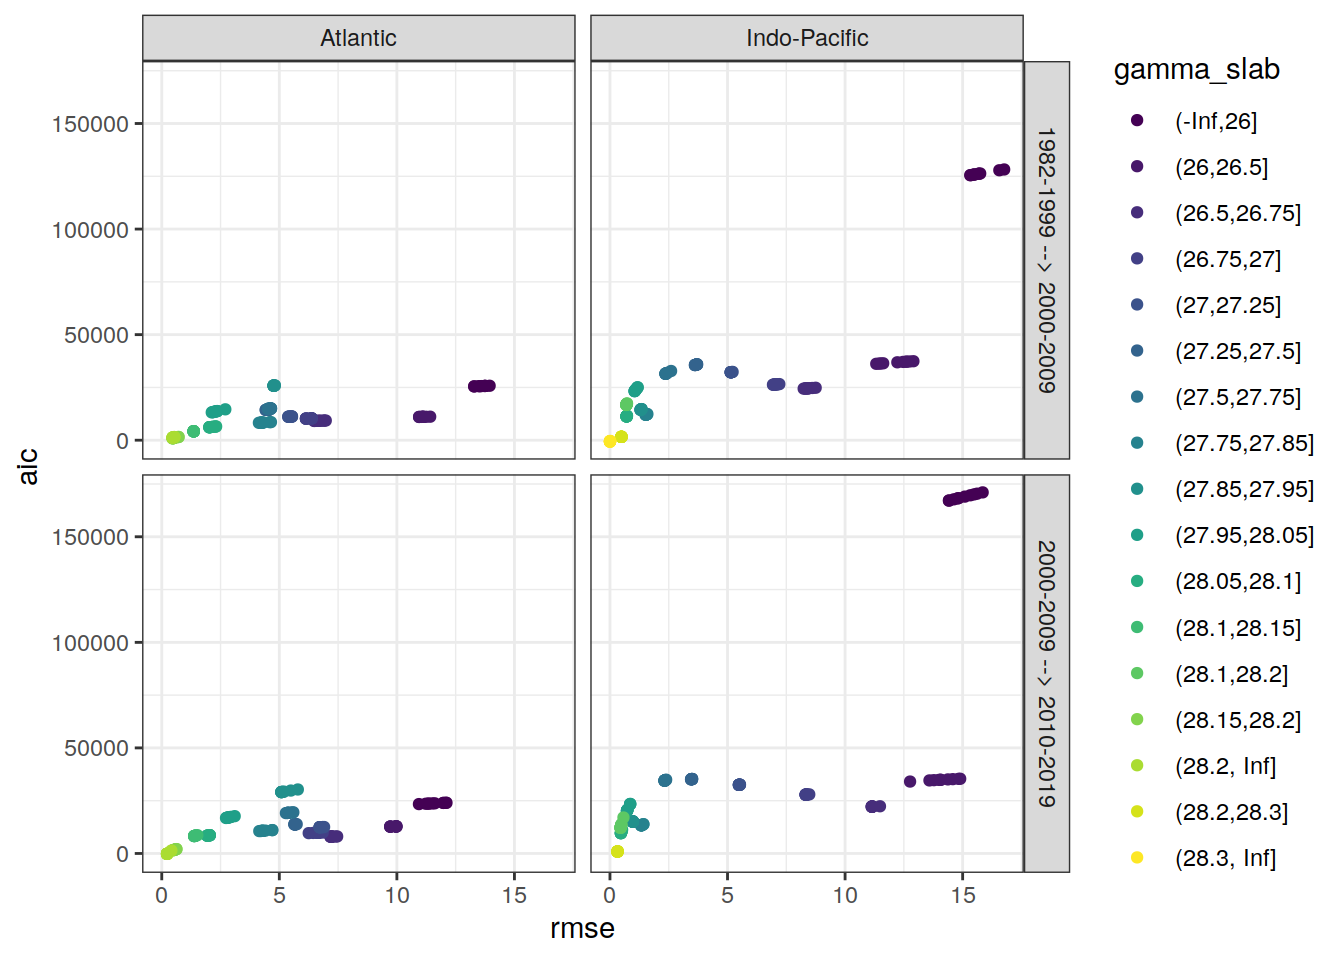 Atlantic
Indo-Pacific
150000
100000
50000
0
1982-1999 --> 2000-2009
150000
100000
50000
0
2000-2009 --> 2010-2019
0 5 10 15
0 5 10 15
rmse
aic
gamma_slab
(-Inf,26]
(26,26.5]
(26.5,26.75]
(26.75,27]
(27,27.25]
(27.25,27.5]
(27.5,27.75]
(27.75,27.85]
(27.85,27.95]
(27.95,28.05]
(28.05,28.1]
(28.1,28.15]
(28.1,28.2]
(28.15,28.2]
(28.2, Inf]
(28.2,28.3]
(28.3, Inf]